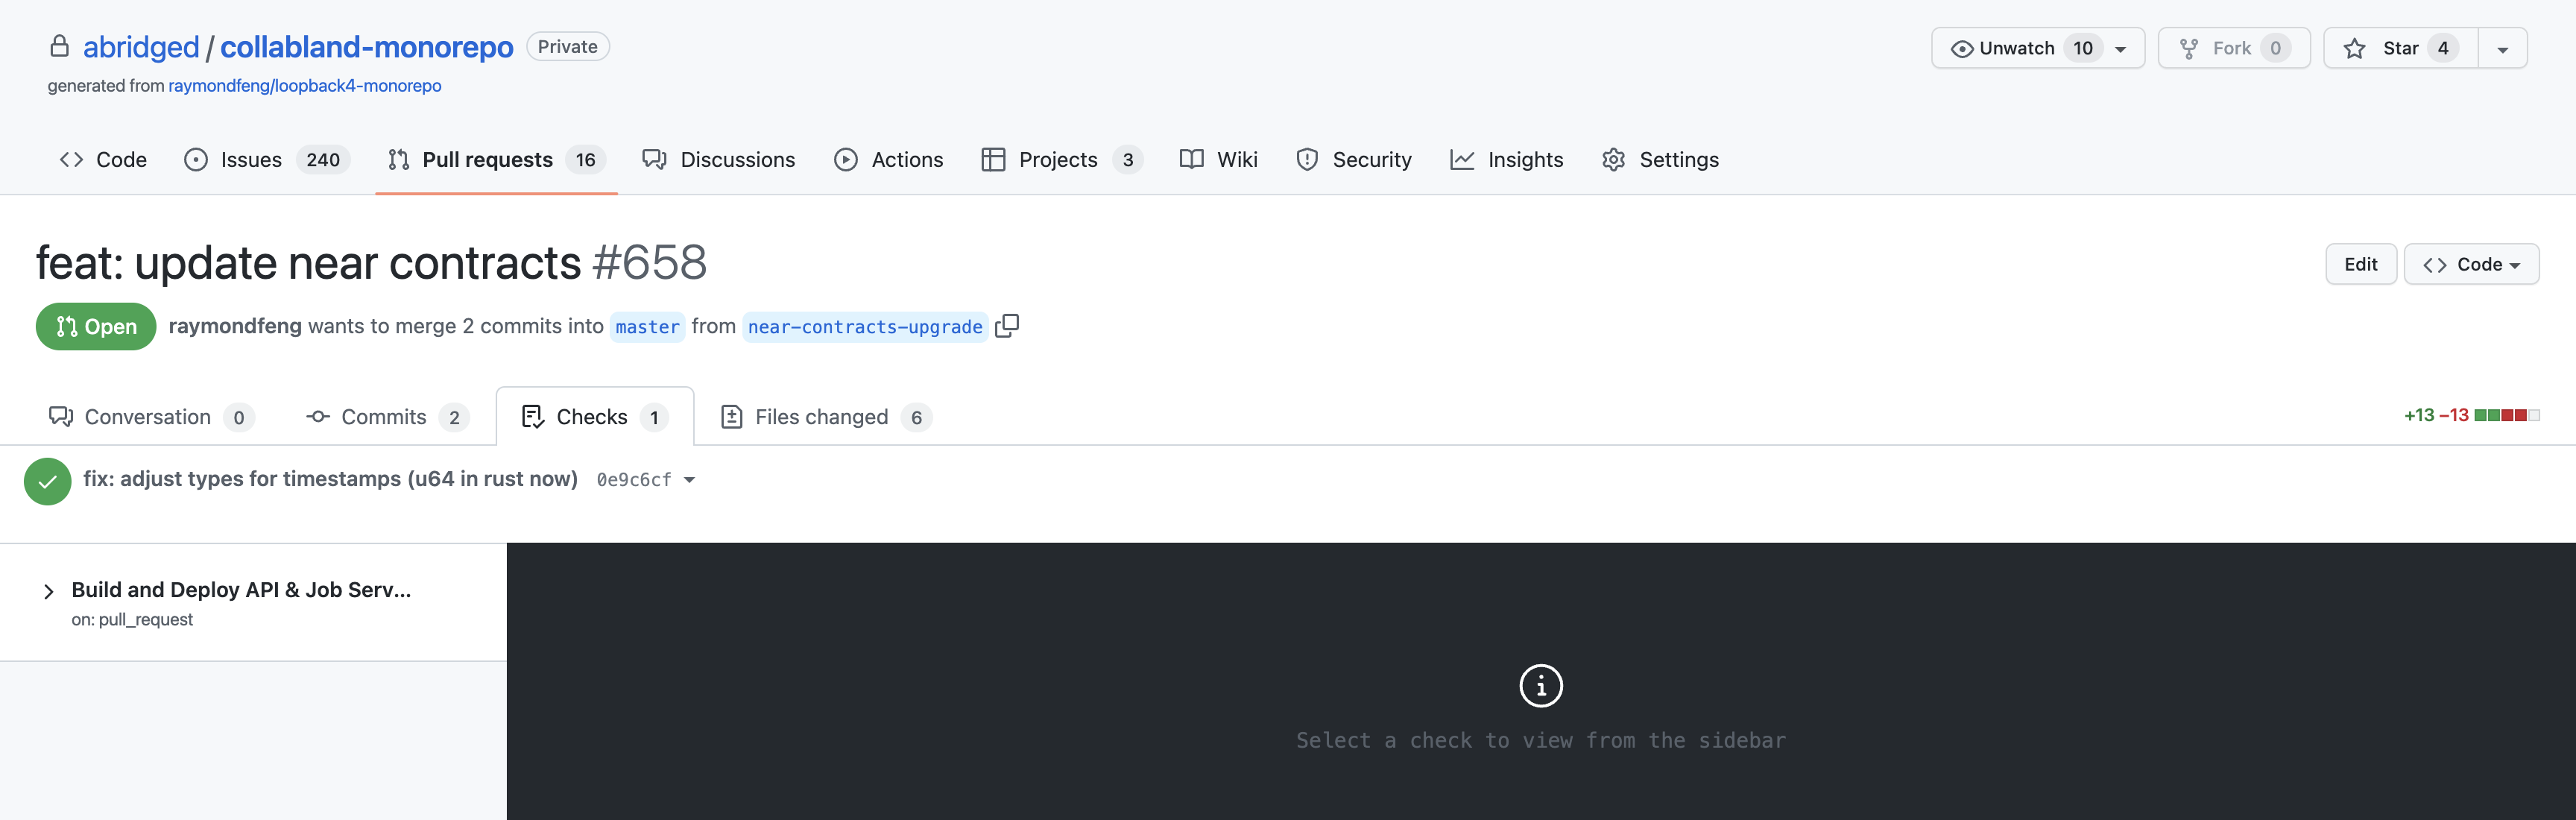 abridged / collabland-monorepo Private
Unwatch 10
Fork 0
Star 4
generated from raymondfeng/loopback4-monorepo
Code
Issues 240
Pull requests 16
Discussions
Actions
Projects 3
Wiki
Security
Insights
Settings
feat: update near contracts #658
Edit
Code
Open
raymondfeng wants to merge 2 commits into master from near-contracts-upgrade
Conversation 0
Commits 2
Checks 1
Files changed 6
+13 −13
fix: adjust types for timestamps (u64 in rust now) 0e9c6cf
Build and Deploy API & Job Serv...
on: pull_request
Select a check to view from the sidebar